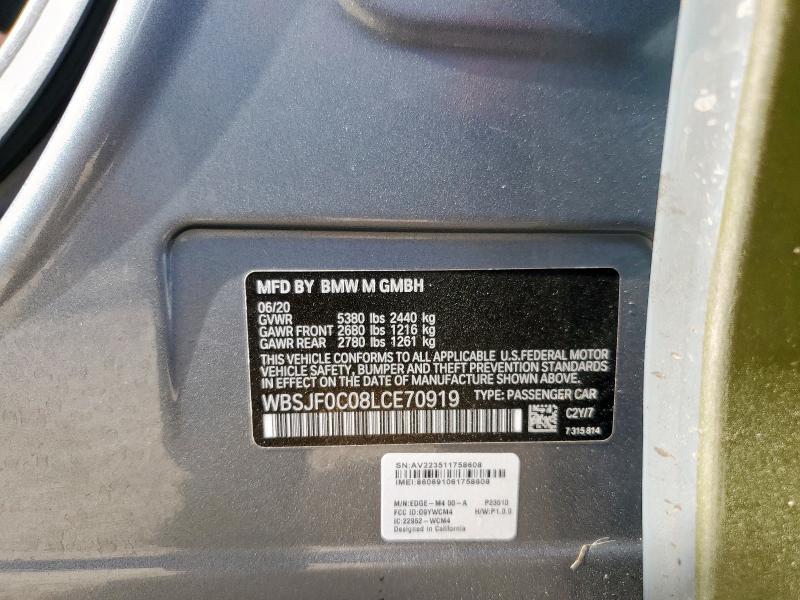 MFD BY BMW M GMBH
06/20
GVWR 5380 lbs 2440 kg
GAWR FRONT 2680 lbs 1216 kg
GAWR REAR 2780 lbs 1261 kg
THIS VEHICLE CONFORMS TO ALL APPLICABLE U.S.FEDERAL MOTOR
VEHICLE SAFETY, BUMPER AND THEFT PREVENTION STANDARDS
IN EFFECT ON THE DATE OF MANUFACTURE SHOWN ABOVE.
WBSJF0C08LCE70919 TYPE: PASSENGER CAR
C2Y/7
7 315 814
SN:AV223511758608
IMEI:860691061758608
M/N:EDGE-M4 00-A P23510
FCC ID:O9YWCM4 H/W:P1.0.0
IC:22952-WCM4
Designed in California